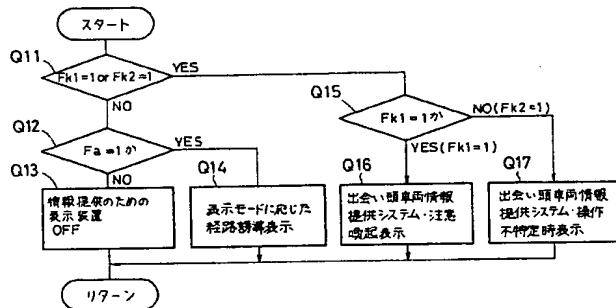 スタート
Q11
Fk1=1 or Fk2=1
YES
NO
Q15
Fk1=1か
NO(Fk2=1)
YES(Fk1=1)
Q12
Fa=1か
YES
NO
Q13
情報提供のための
表示装置
OFF
Q14
表示モードに応じた
経路誘導表示
Q16
出会い頭車両情報
提供システム・注意
喚起表示
Q17
出会い頭車両情報
提供システム・操作
不特定時表示
リターン